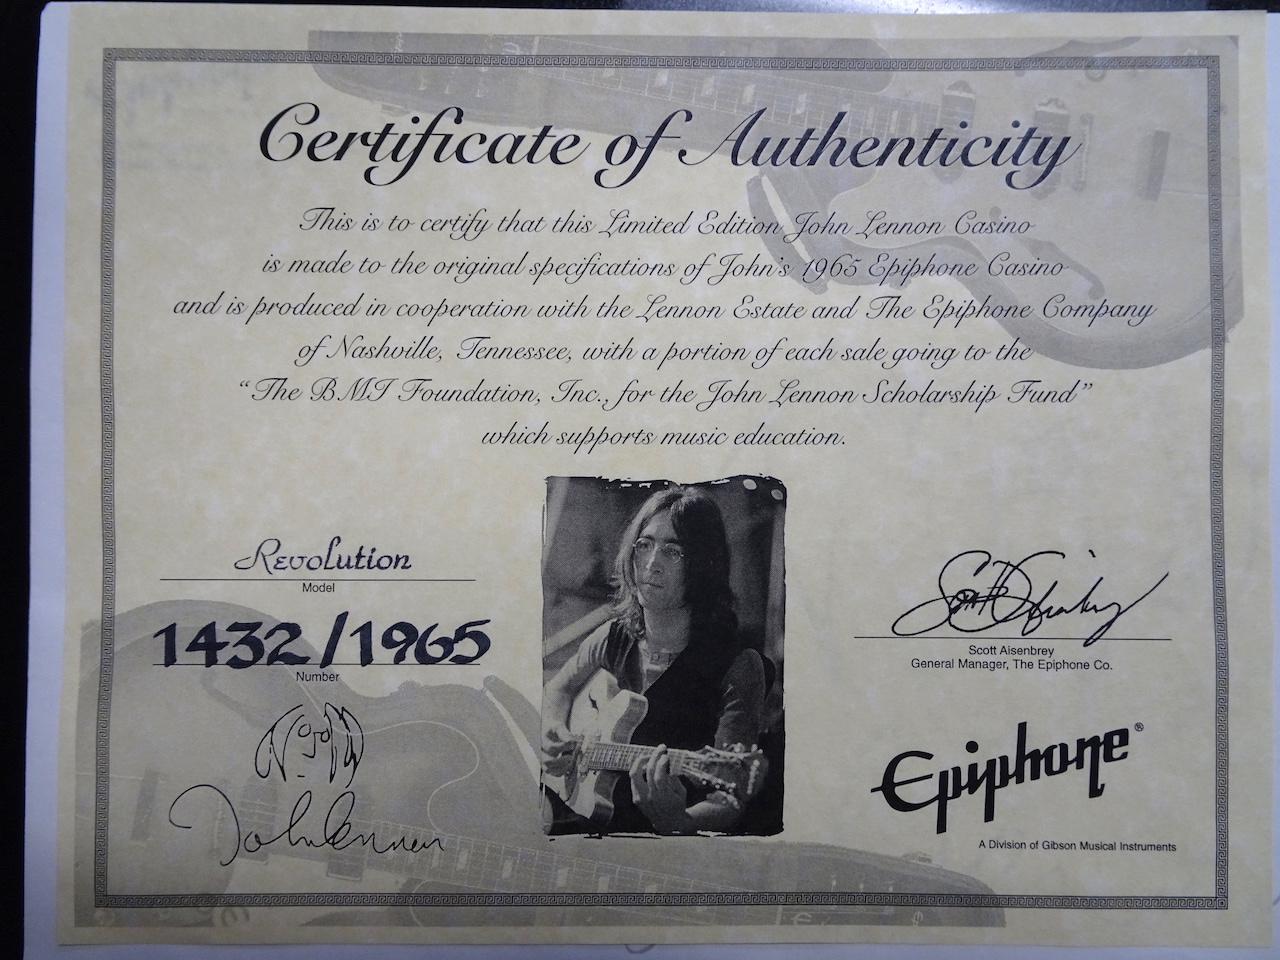 Certificate of Authenticity
This is to certify that this Limited Edition John Lennon Casino
is made to the original specifications of John's 1965 Epiphone Casino
and is produced in cooperation with the Lennon Estate and The Epiphone Company
of Nashville, Tennessee, with a portion of each sale going to the
“The BMI Foundation, Inc., for the John Lennon Scholarship Fund”
which supports music education.
Revolution
Model
1432/1965
Number
John Lennon
Scott Aisenbrey
Scott Aisenbrey
General Manager, The Epiphone Co.
Epiphone®
A Division of Gibson Musical Instruments